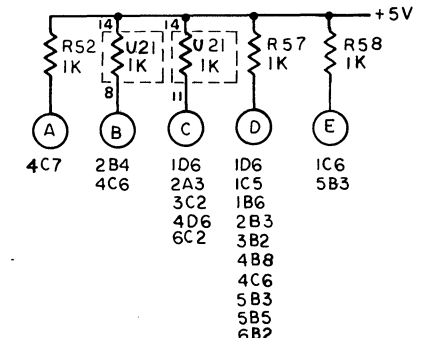 +5V
14 14
R52 U21 U21 R57 R58
1K 1K 1K 1K 1K
8 11
A B C D E
4C7 2B4 1D6 1D6 1C6
4C6 2A3 1C5 5B3
3C2 1B6
4D6 2B3
6C2 3B2
4B8
4C6
5B3
5B5
6B2